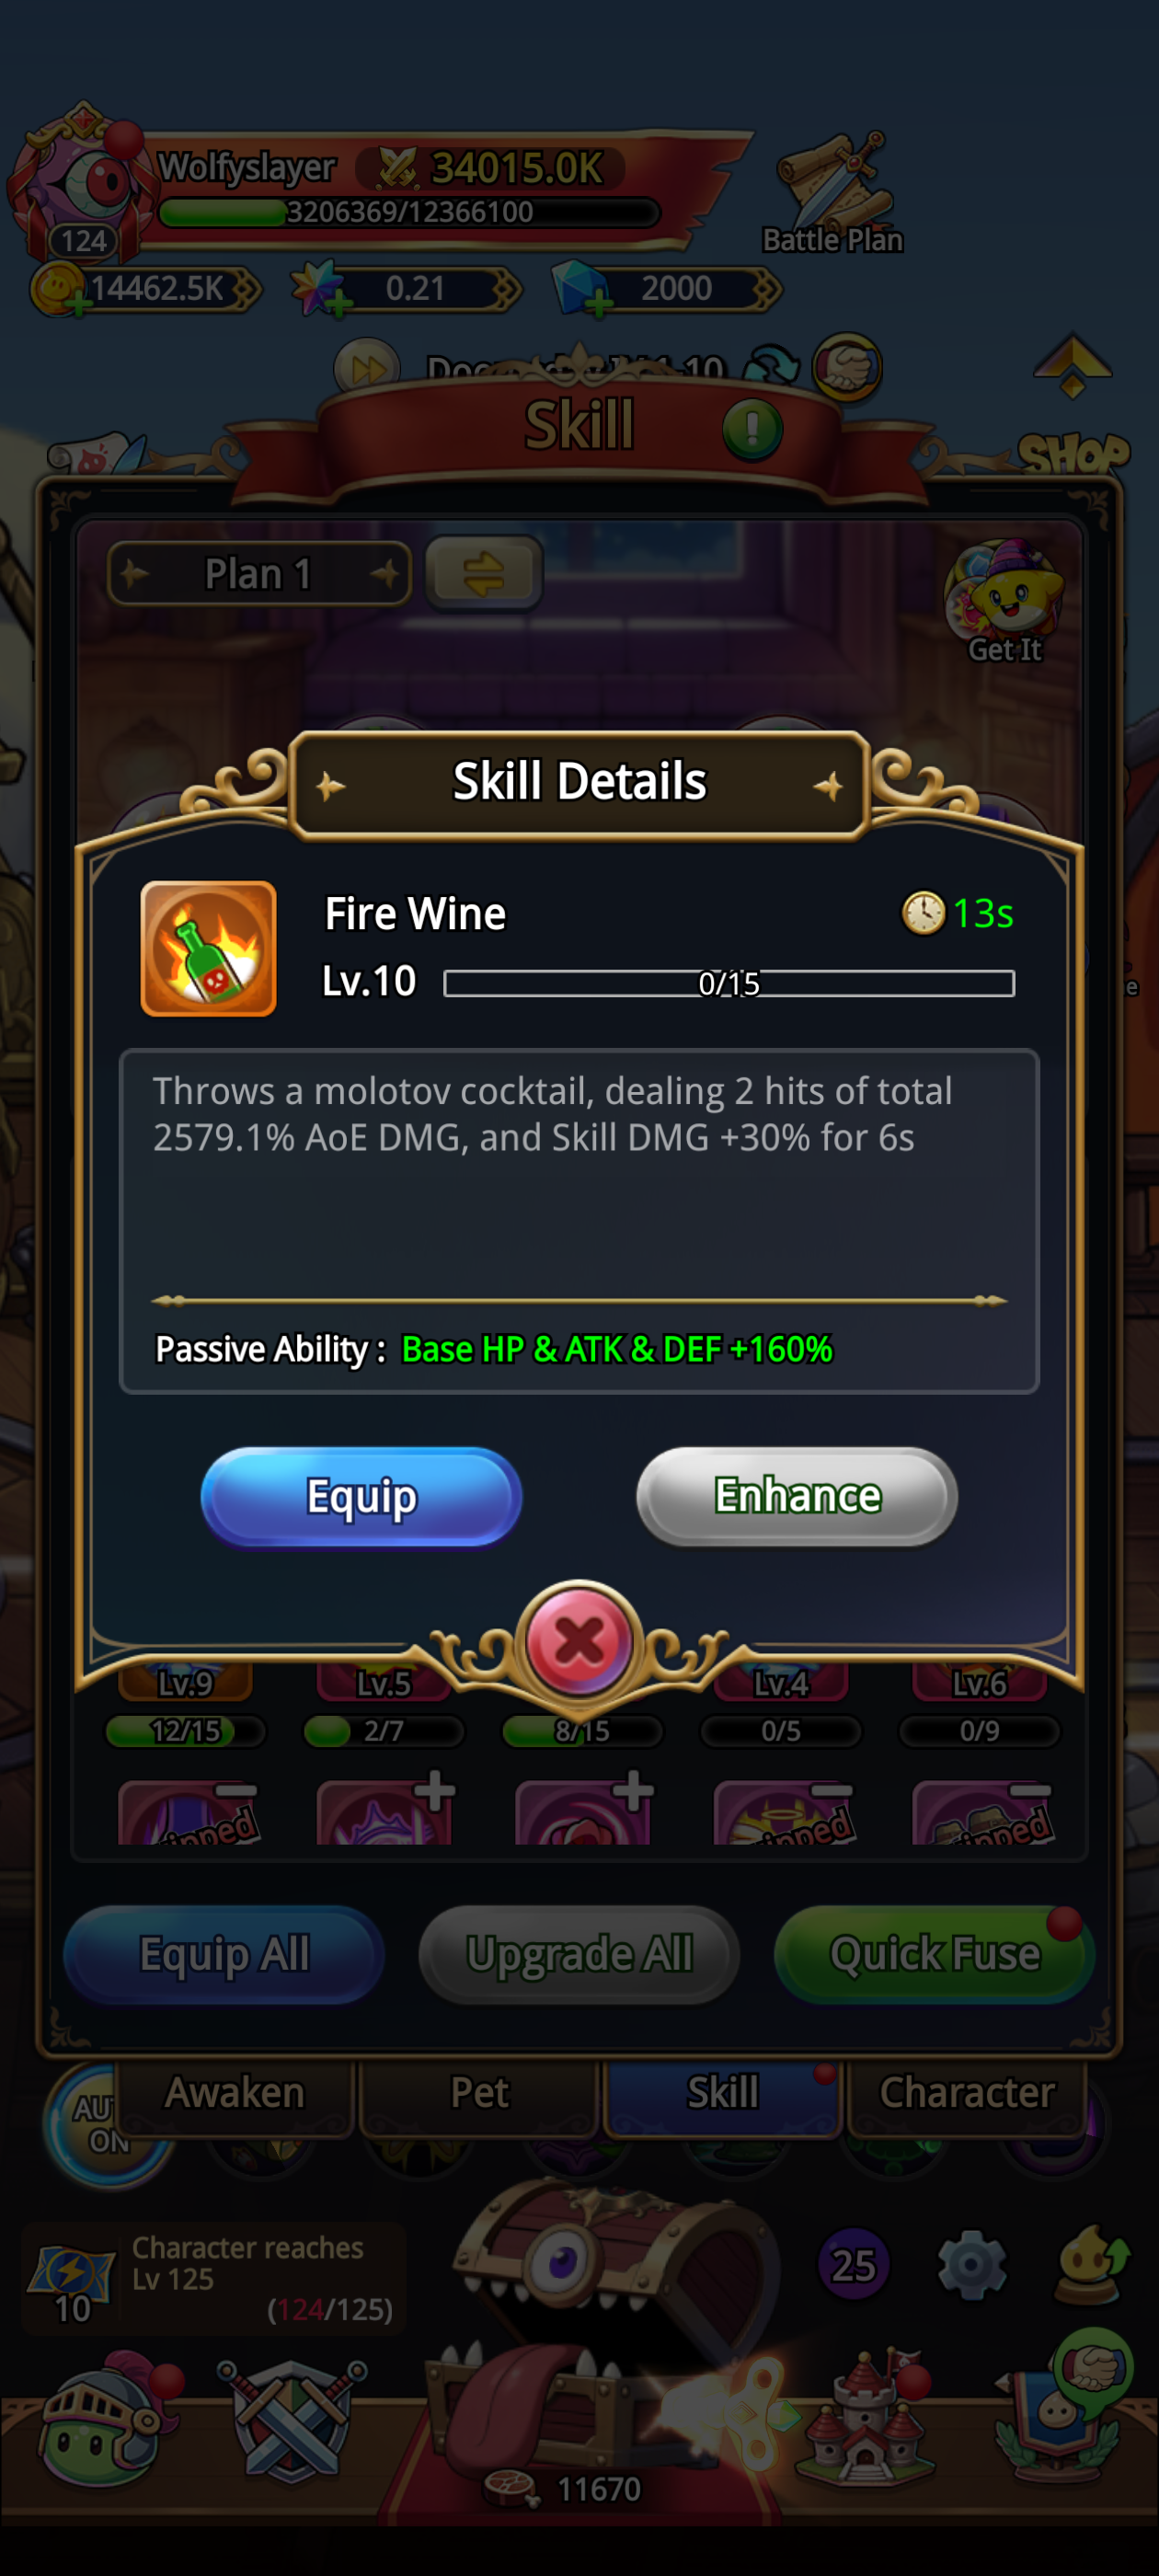 Wolfyslayer
34015.0K
3206369/12366100
124
Battle Plan
14462.5K
0.21
2000
Skill
SHOP
Plan 1
Get It
Skill Details
Fire Wine
13s
Lv.10
0/15
Throws a molotov cocktail, dealing 2 hits of total
2579.1% AoE DMG, and Skill DMG +30% for 6s
Passive Ability : Base HP & ATK & DEF +160%
Equip
Enhance
Lv.9
Lv.5
Lv.4
Lv.6
12/15
2/7
8/15
0/5
0/9
Equip All
Upgrade All
Quick Fuse
Awaken
Pet
Skill
Character
ON
Character reaches
Lv 125
(124/125)
10
25
11670